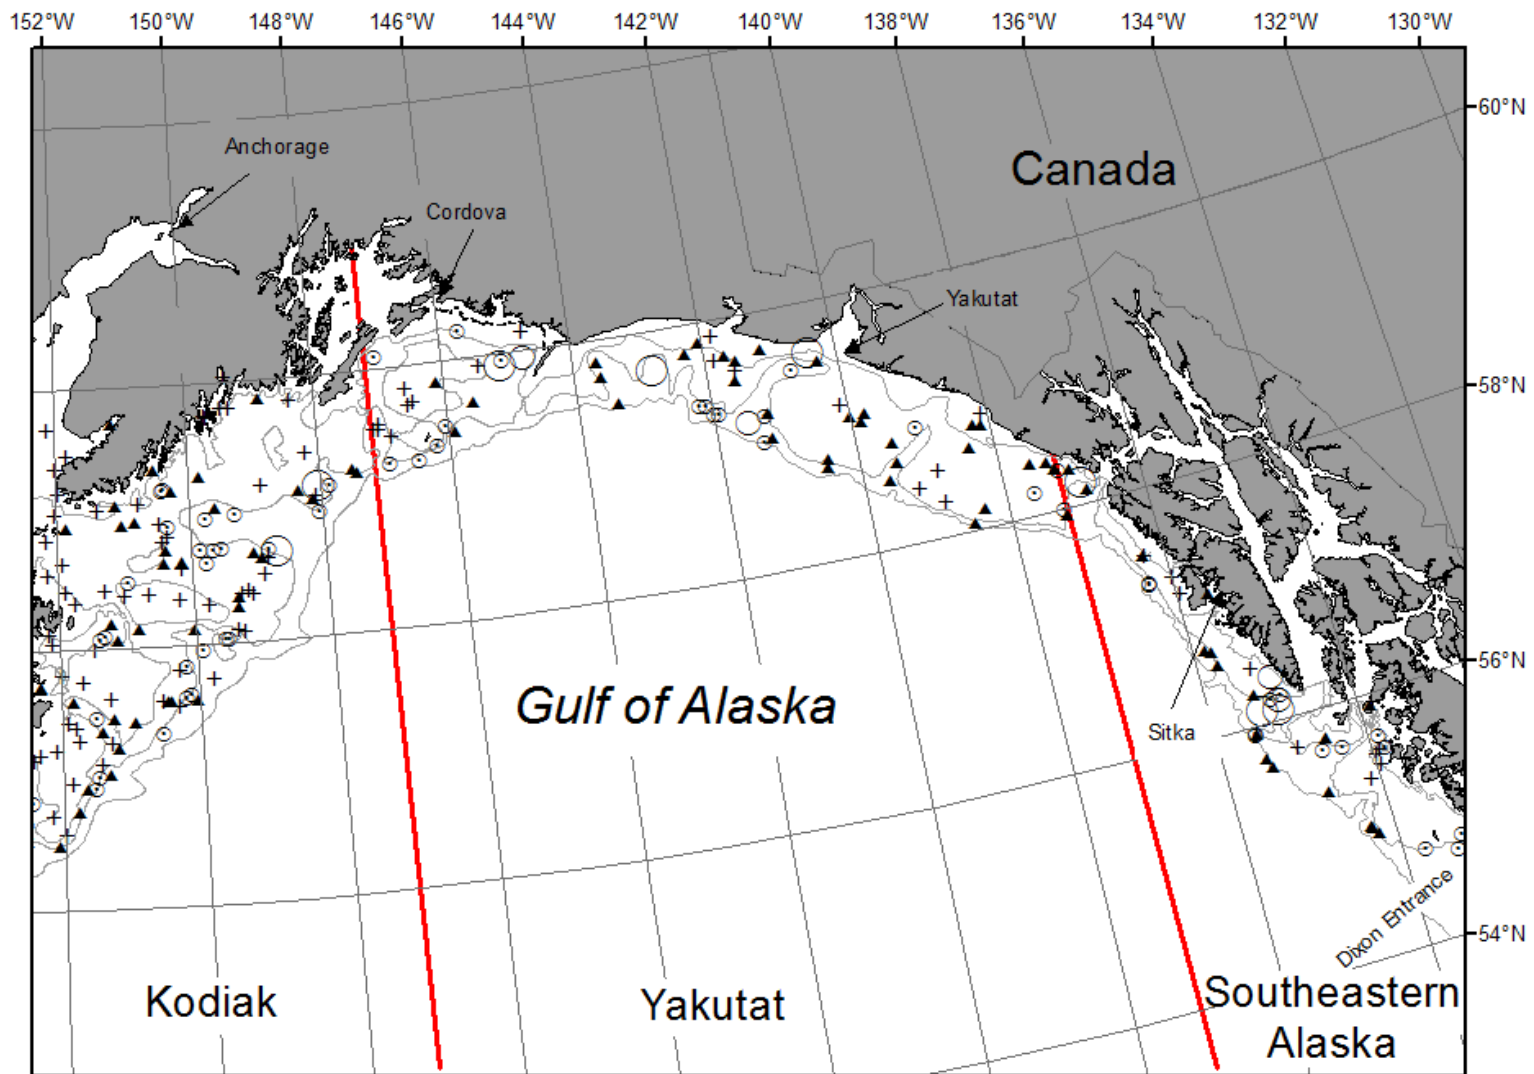 152°W 150°W 148°W 146°W 144°W 142°W 140°W 138°W 136°W 134°W 132°W 130°W
60°N
Anchorage
Canada
Cordova
Yakutat
58°N
56°N
Gulf of Alaska
Sitka
Dixon Entrance
54°N
Kodiak
Yakutat
Southeastern
Alaska